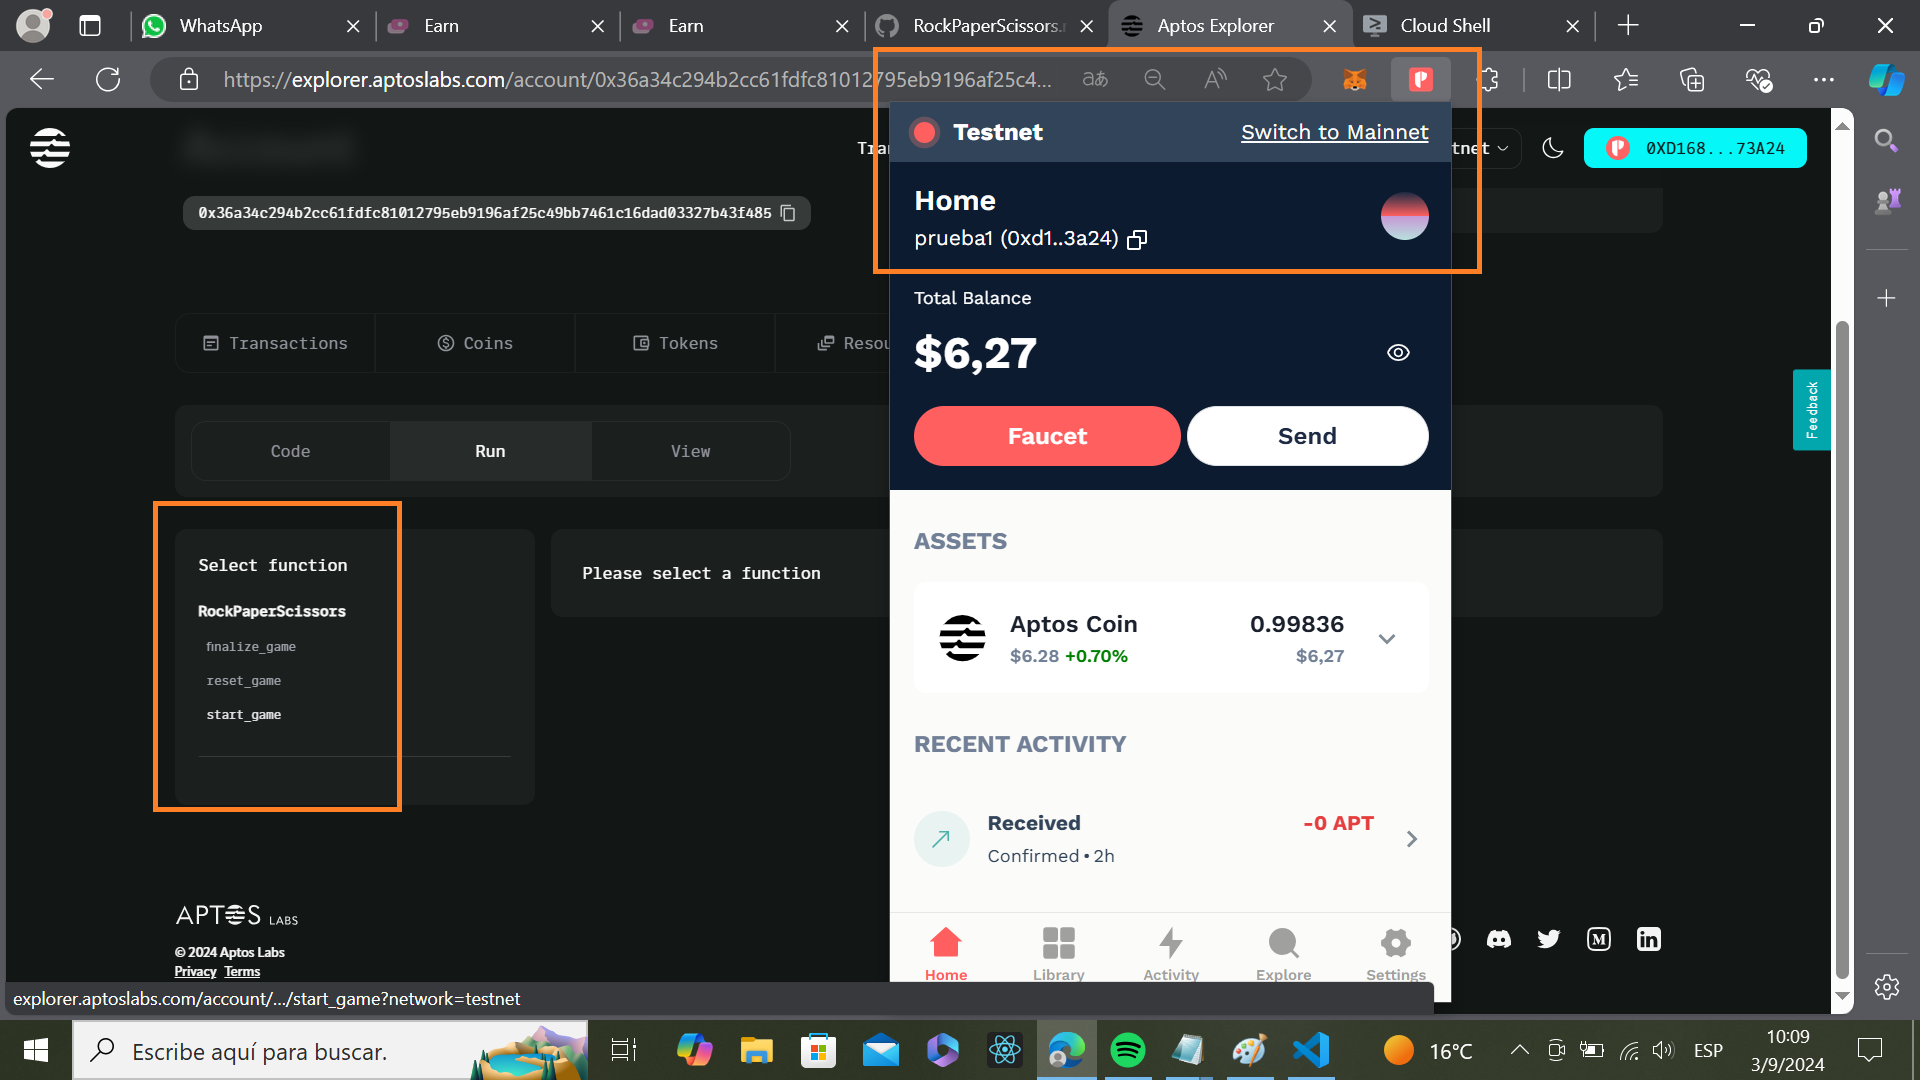 WhatsApp
Earn
Earn
RockPaperScissors.
Aptos Explorer
Cloud Shell
https://explorer.aptoslabs.com/account/0x36a34c294b2cc61fdfc81012795eb9196af25c4...
Testnet
Switch to Mainnet
0XD168...73A24
Home
prueba1 (0xd1..3a24)
0x36a34c294b2cc61fdfc81012795eb9196af25c49bb7461c16dad03327b43f485
Total Balance
$6,27
Faucet
Send
Transactions
Coins
Tokens
Resou
Code
Run
View
Feedback
Select function
RockPaperScissors
finalize_game
reset_game
start_game
Please select a function
ASSETS
Aptos Coin
0.99836
$6.28 +0.70%
$6,27
RECENT ACTIVITY
Received
-0 APT
Confirmed • 2h
Home
Library
Activity
Explore
Settings
APTOS LABS
© 2024 Aptos Labs
Privacy Terms
explorer.aptoslabs.com/account/.../start_game?network=testnet
Escribe aquí para buscar.
16°C
ESP
10:09
3/9/2024